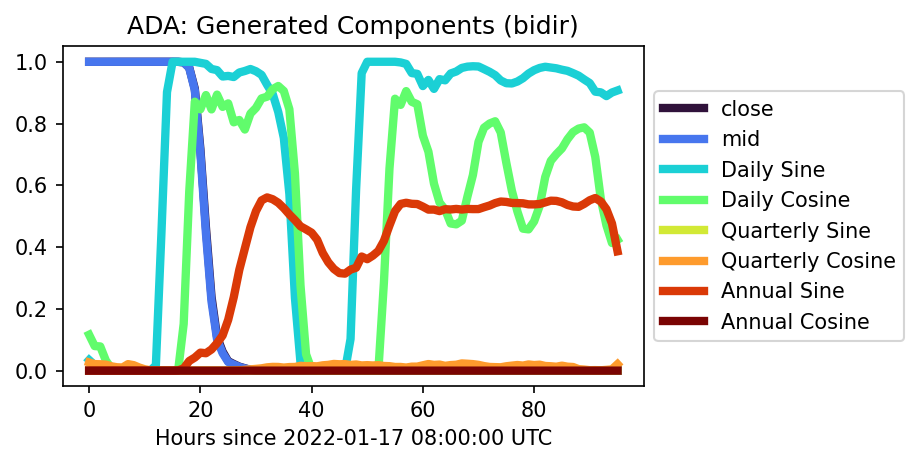 ADA: Generated Components (bidir)
1.0
0.8
0.6
0.4
0.2
0.0
0 20 40 60 80
Hours since 2022-01-17 08:00:00 UTC
close
mid
Daily Sine
Daily Cosine
Quarterly Sine
Quarterly Cosine
Annual Sine
Annual Cosine